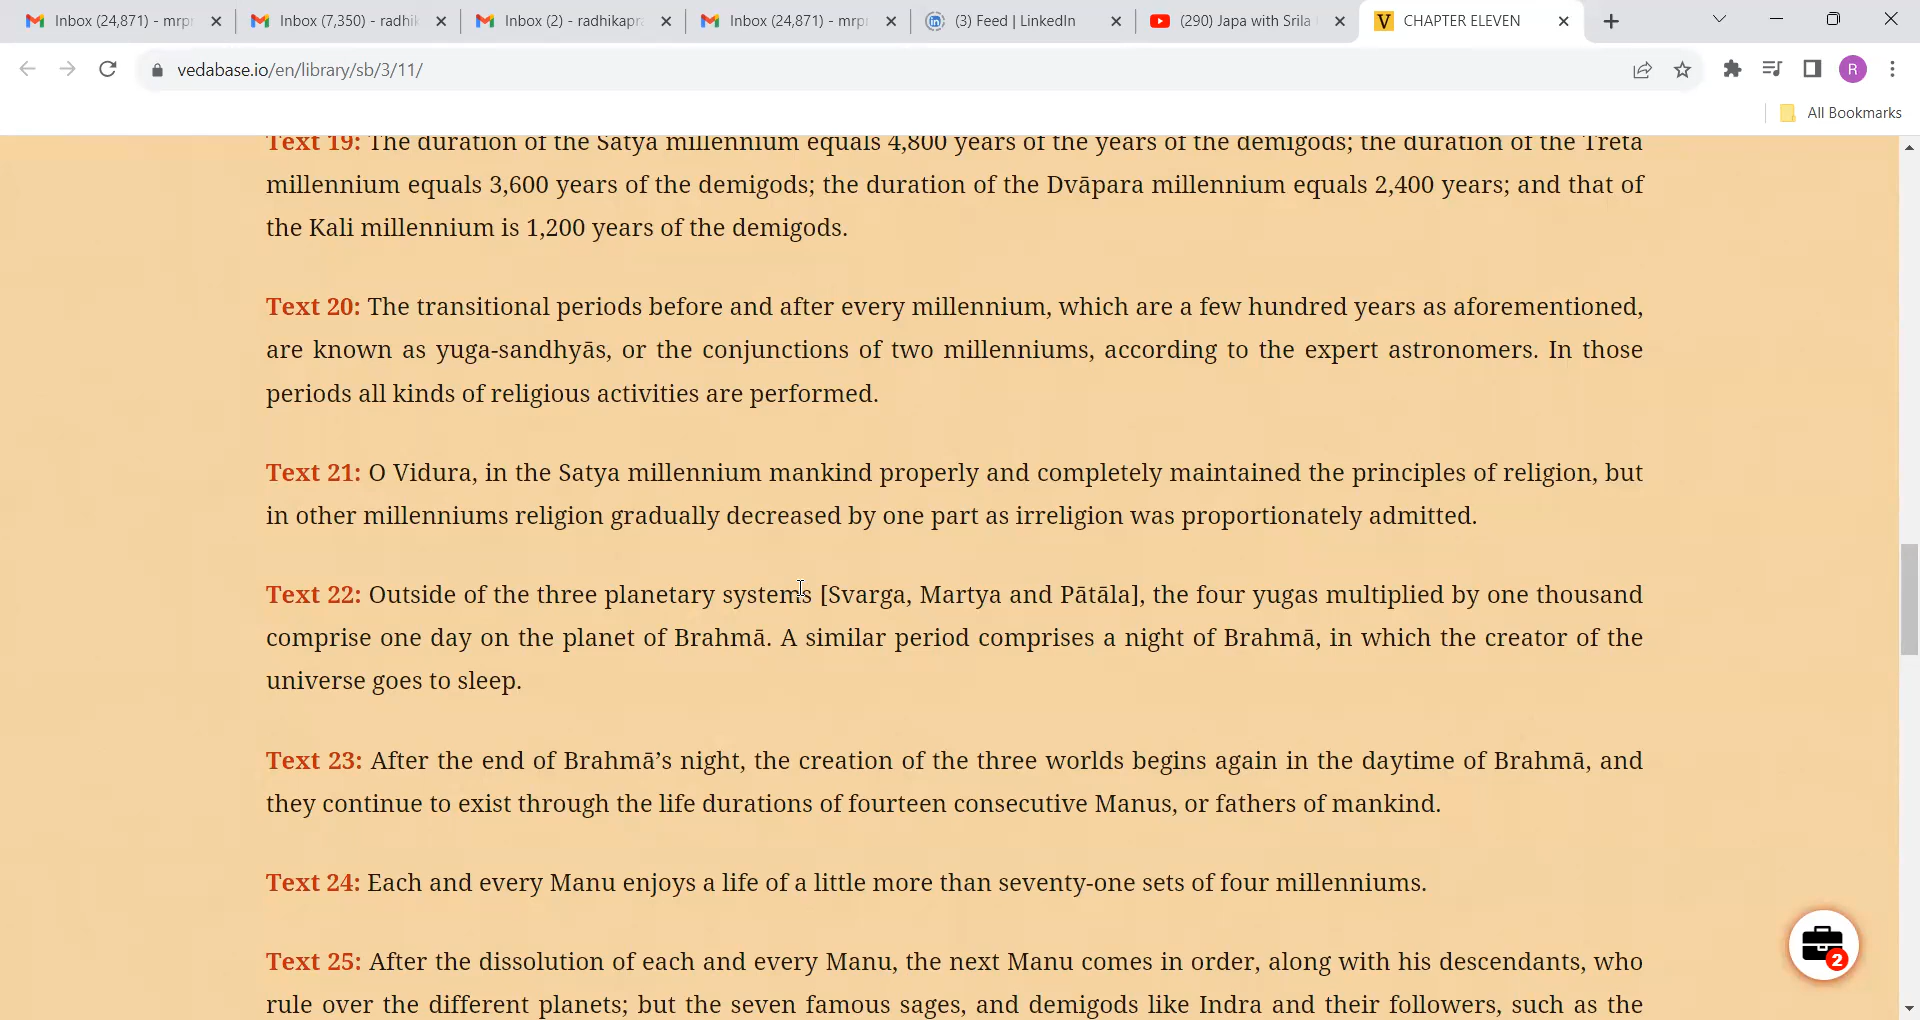 Inbox (24,871) - mrpr
Inbox (7,350) - radhik
Inbox (2) - radhikapra
Inbox (24,871) - mrpr
(3) Feed | LinkedIn
(290) Japa with Srila
V CHAPTER ELEVEN
vedabase.io/en/library/sb/3/11/
R
All Bookmarks
Text 19: The duration of the Satya millennium equals 4,800 years of the years of the demigods; the duration of the Tretā
millennium equals 3,600 years of the demigods; the duration of the Dvāpara millennium equals 2,400 years; and that of
the Kali millennium is 1,200 years of the demigods.
Text 20: The transitional periods before and after every millennium, which are a few hundred years as aforementioned,
are known as yuga-sandhyās, or the conjunctions of two millenniums, according to the expert astronomers. In those
periods all kinds of religious activities are performed.
Text 21: O Vidura, in the Satya millennium mankind properly and completely maintained the principles of religion, but
in other millenniums religion gradually decreased by one part as irreligion was proportionately admitted.
Text 22: Outside of the three planetary systems [Svarga, Martya and Pātāla], the four yugas multiplied by one thousand
comprise one day on the planet of Brahmā. A similar period comprises a night of Brahmā, in which the creator of the
universe goes to sleep.
Text 23: After the end of Brahmā’s night, the creation of the three worlds begins again in the daytime of Brahmā, and
they continue to exist through the life durations of fourteen consecutive Manus, or fathers of mankind.
Text 24: Each and every Manu enjoys a life of a little more than seventy-one sets of four millenniums.
2
Text 25: After the dissolution of each and every Manu, the next Manu comes in order, along with his descendants, who
rule over the different planets; but the seven famous sages, and demigods like Indra and their followers, such as the